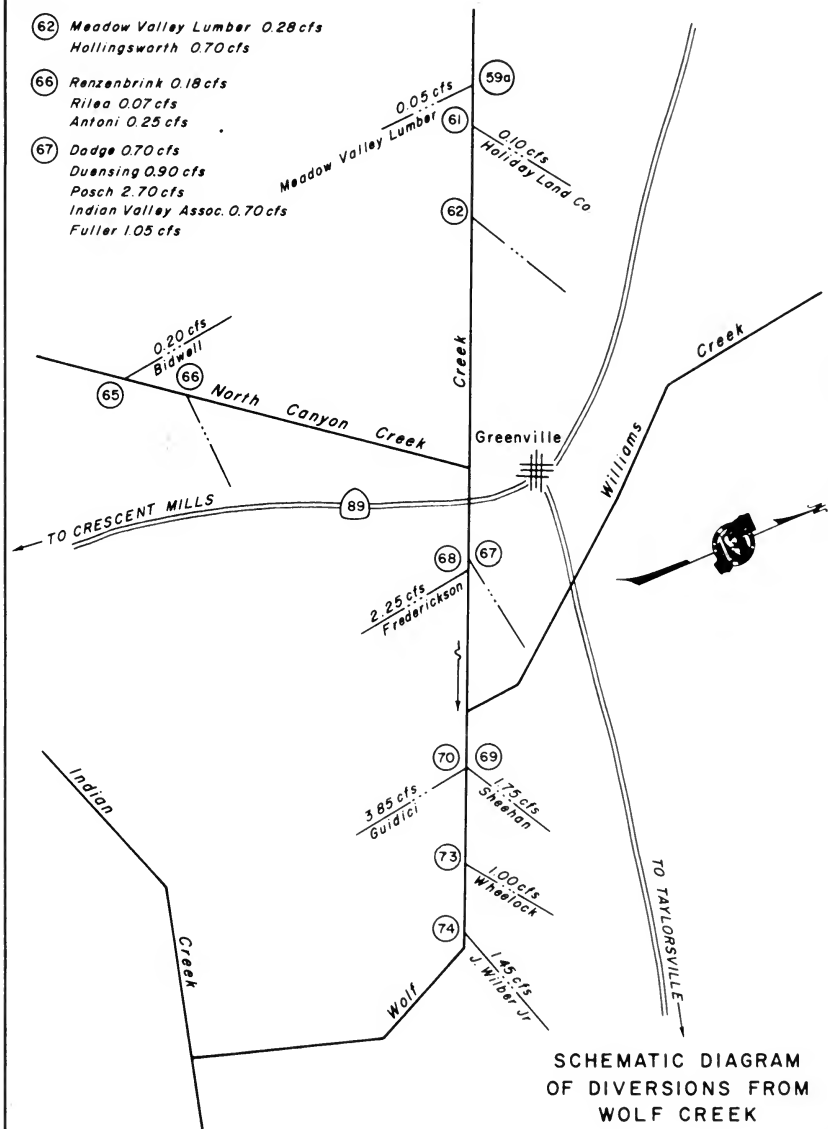 62 Meadow Valley Lumber 0.28 cfs
Hollingsworth 0.70 cfs
66 Renzenbrink 0.18 cfs
Rilea 0.07 cfs
Antoni 0.25 cfs
67 Dodge 0.70 cfs
Duensing 0.90 cfs
Posch 2.70 cfs
Indian Valley Assoc. 0.70 cfs
Fuller 1.05 cfs
59a
0.05 cfs
Meadow Valley Lumber
61
0.10 cfs
Holiday Land Co
62
0.20 cfs
Bidwell
65
66
North Canyon Creek
Creek
Greenville
Williams Creek
TO CRESCENT MILLS
89
68
67
2.25 cfs
Frederickson
70
69
3.85 cfs
Guidici
1.75 cfs
Sheehan
73
1.00 cfs
Wheelock
74
1.45 cfs
J. Wilber Jr
Indian Creek
Wolf
TO TAYLORSVILLE
N
SCHEMATIC DIAGRAM
OF DIVERSIONS FROM
WOLF CREEK